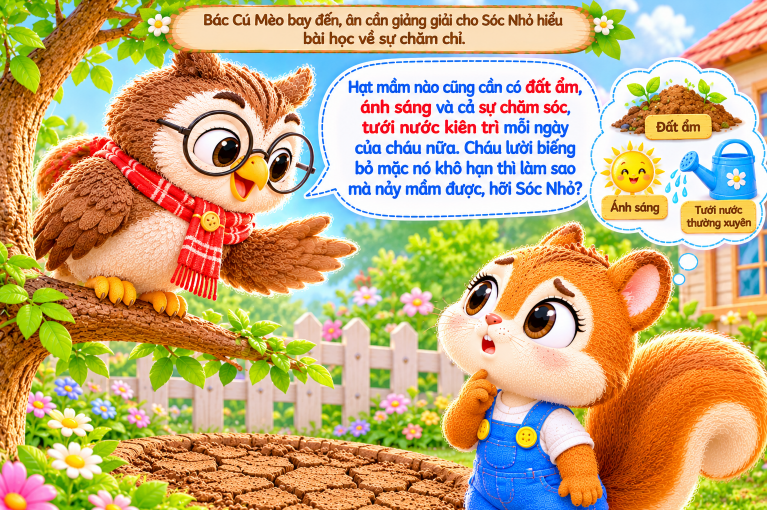 Bác Cú Mèo bay đến, ân cần giảng giải cho Sóc Nhỏ hiểu
bài học về sự chăm chỉ.
Hạt mầm nào cũng cần có đất ẩm,
ánh sáng và cả sự chăm sóc,
tưới nước kiên trì mỗi ngày
của cháu nữa. Cháu lười biếng
bỏ mặc nó khô hạn thì làm sao
mà nảy mầm được, hỡi Sóc Nhỏ?
Đất ẩm
Ánh sáng
Tưới nước
thường xuyên